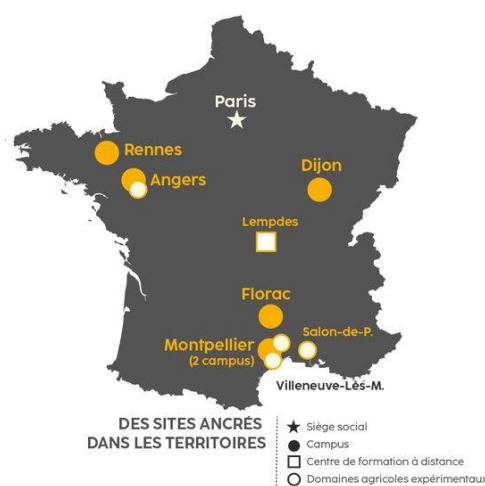 Paris
Rennes
Angers
Dijon
Lempdes
Florac
Montpellier
(2 campus)
Salon-de-P.
Villeneuve-Lès-M.
DES SITES ANCRÉS
DANS LES TERRITOIRES
Siège social
Campus
Centre de formation à distance
Domaines agricoles expérimentaux